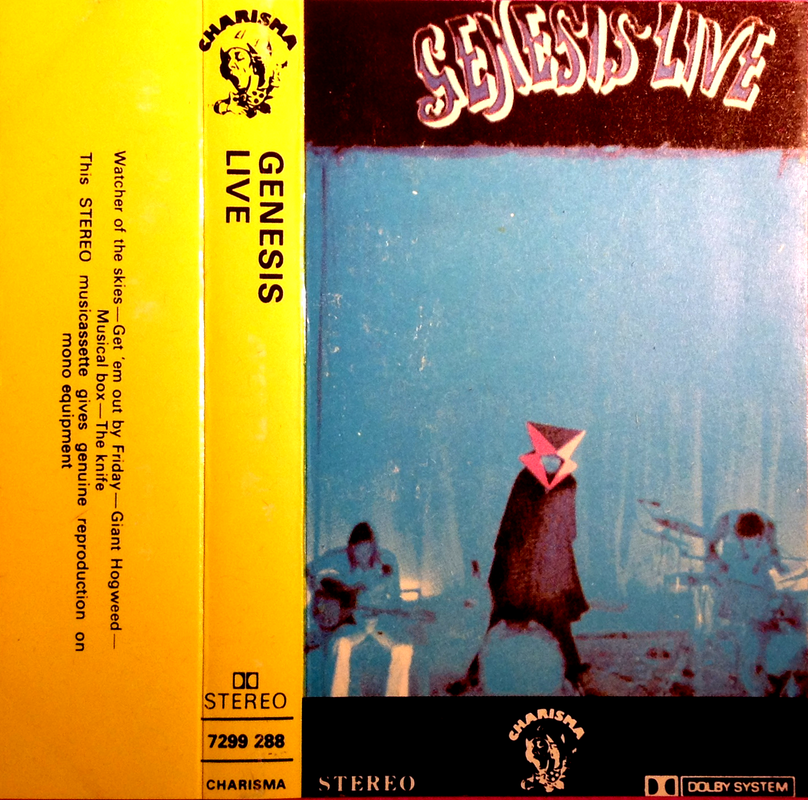 Watcher of the skies—Get 'em out by Friday—Giant Hogweed—
Musical box—The knife
This STEREO musicassette gives genuine reproduction on
mono equipment
CHARISMA
GENESIS
LIVE
STEREO
7299 288
CHARISMA
GENESIS LIVE
STEREO
CHARISMA
DOLBY SYSTEM